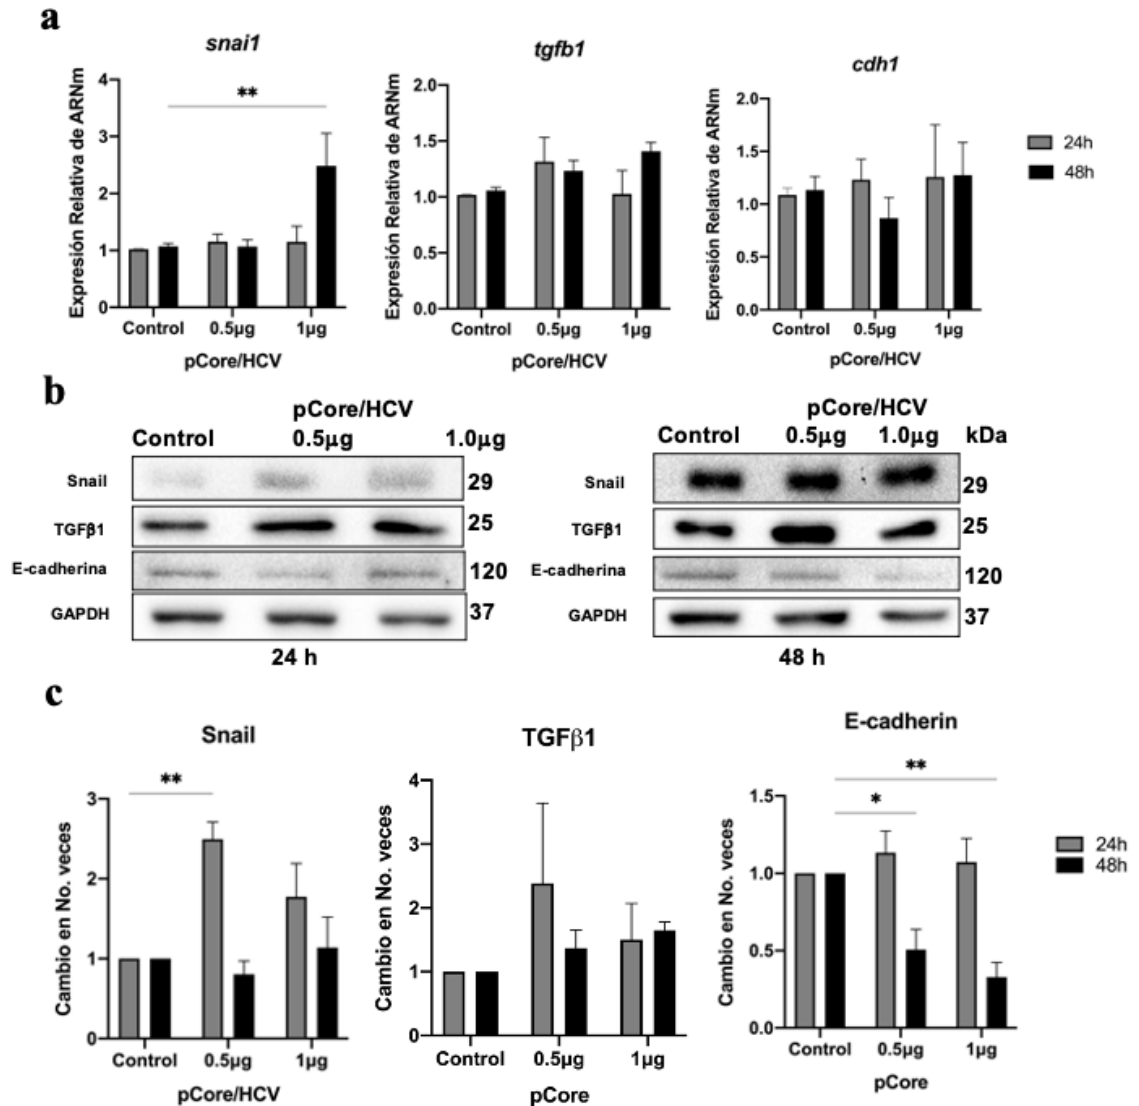 a
snai1
tgfb1
cdh1
Expresión Relativa de ARNm
4
3
2
1
0
**
Control 0.5µg 1µg
pCore/HCV
Expresión Relativa de ARNm
2.0
1.5
1.0
0.5
0.0
Control 0.5µg 1µg
pCore/HCV
Expresión Relativa de ARNm
2.0
1.5
1.0
0.5
0.0
Control 0.5µg 1µg
pCore/HCV
24h
48h
b
pCore/HCV
Control 0.5µg 1.0µg
Snail 29
TGFβ1 25
E-cadherina 120
GAPDH 37
24 h
pCore/HCV
Control 0.5µg 1.0µg kDa
Snail 29
TGFβ1 25
E-cadherina 120
GAPDH 37
48 h
c
Snail
Cambio en No. veces
3
2
1
0
**
Control 0.5µg 1µg
pCore/HCV
TGFβ1
Cambio en No. veces
4
3
2
1
0
Control 0.5µg 1µg
pCore
E-cadherin
Cambio en No. veces
1.5
1.0
0.5
0.0
**
*
Control 0.5µg 1µg
pCore
24h
48h